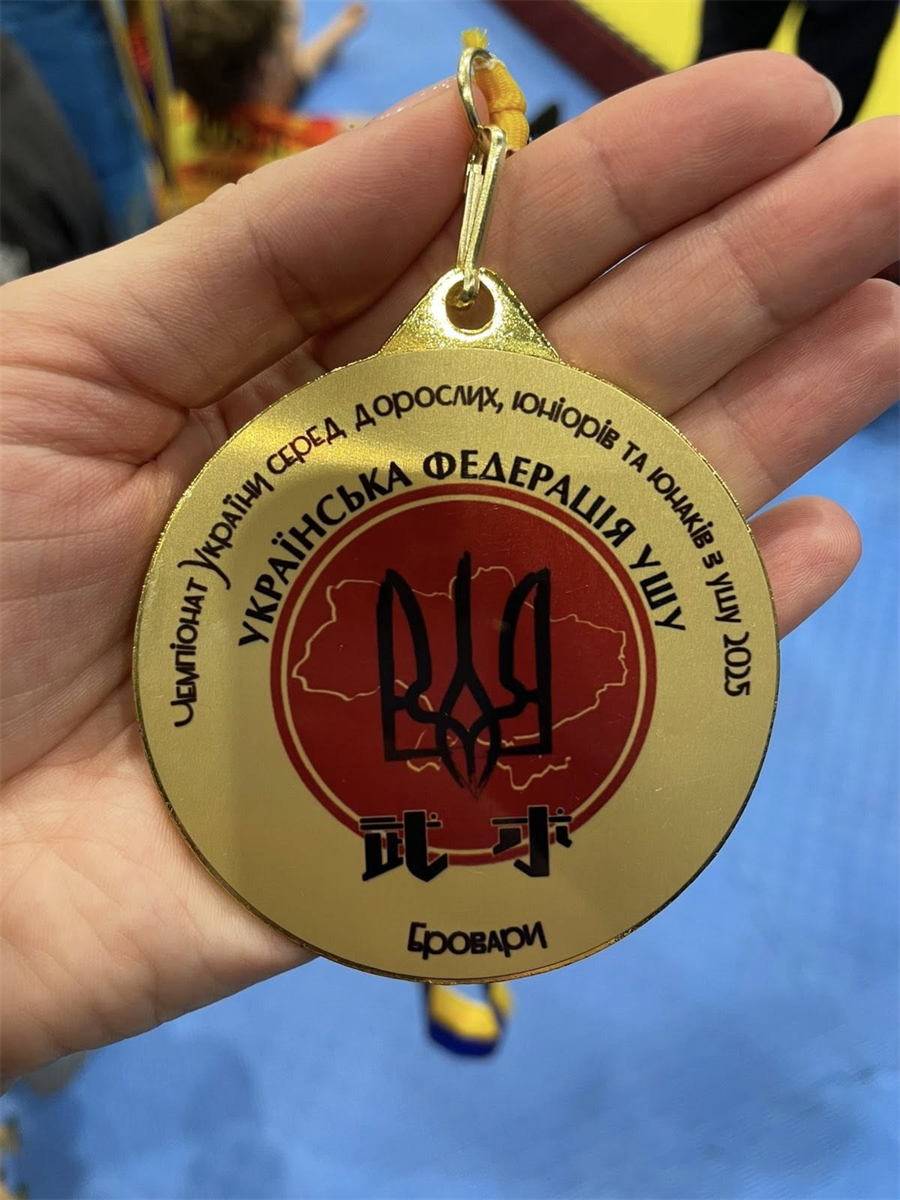 Чемпіонат України серед дорослих, юніорів та юнаків з ушу 2025
УКРАЇНСЬКА ФЕДЕРАЦІЯ УШУ
武术
Бровари